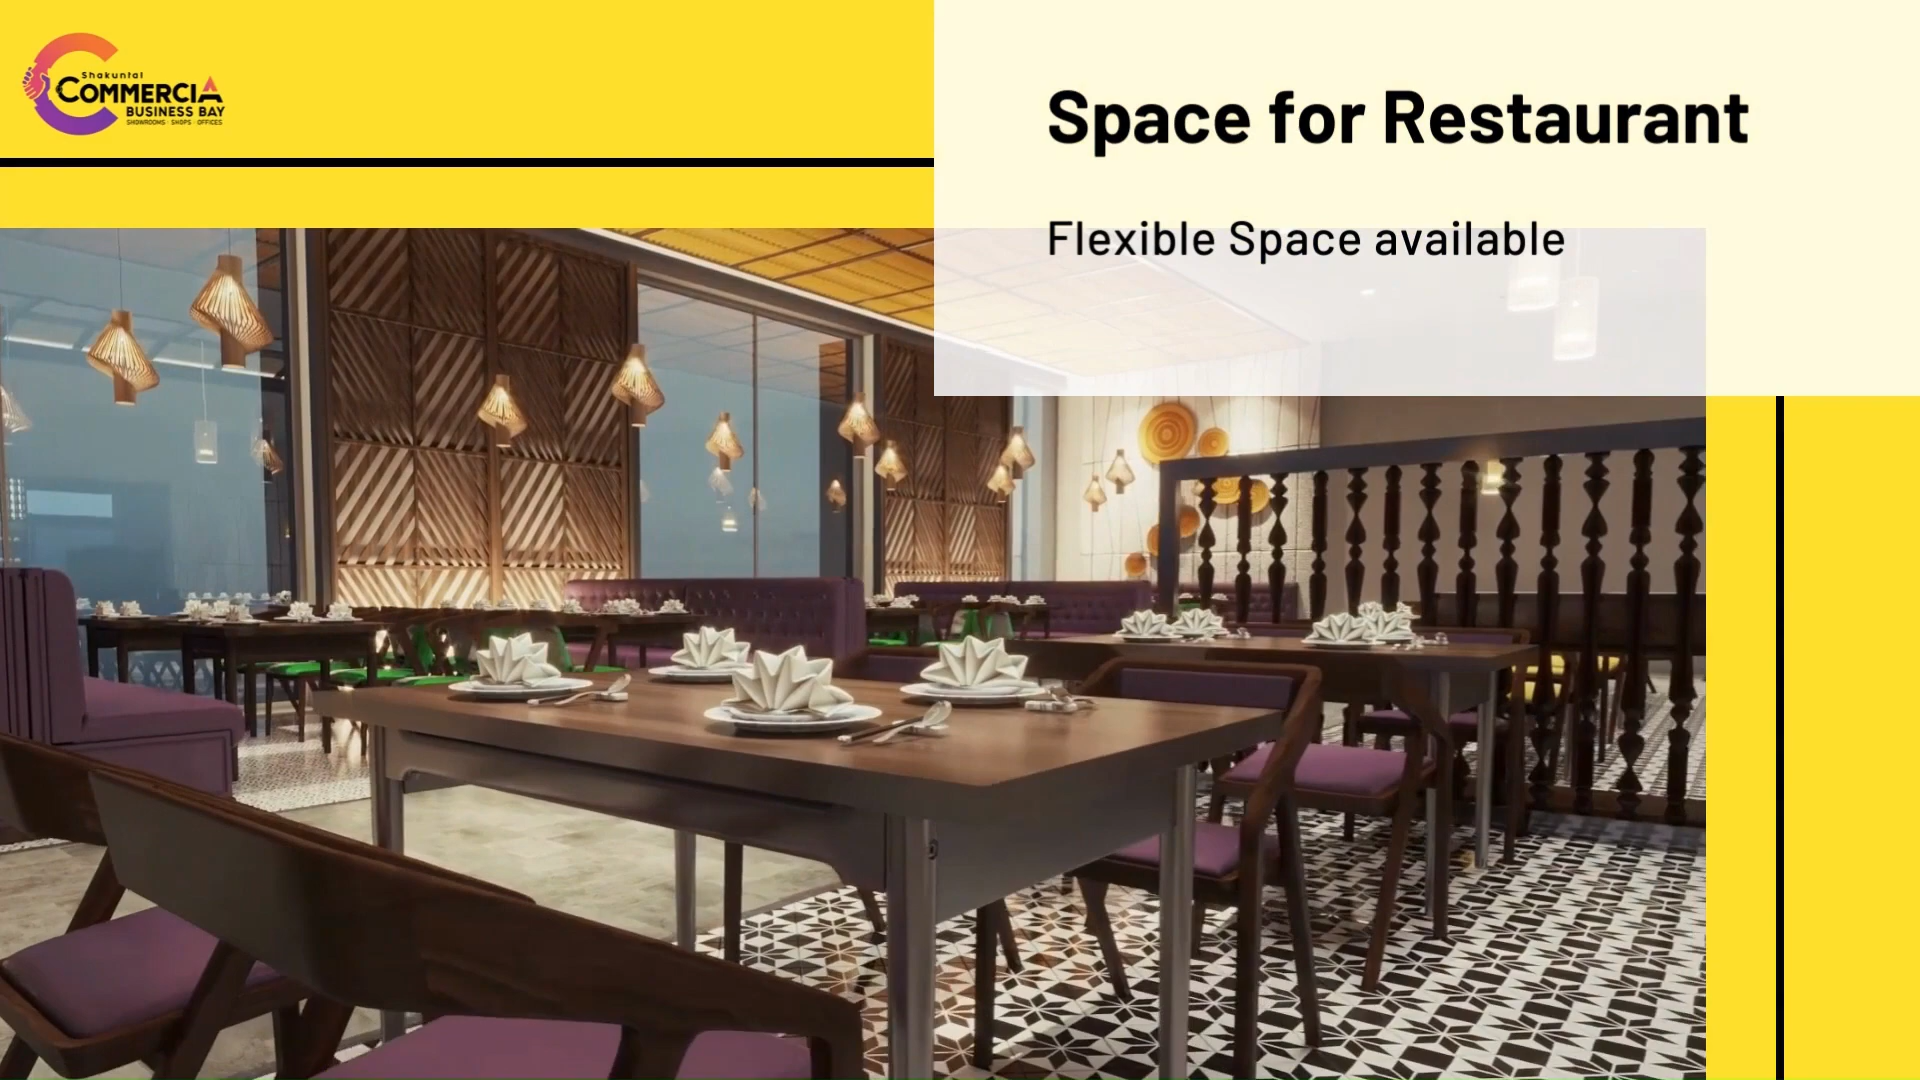 Shakuntal
COMMERCIA
BUSINESS BAY
SHOWROOMS · SHOPS · OFFICES
Space for Restaurant
Flexible Space available